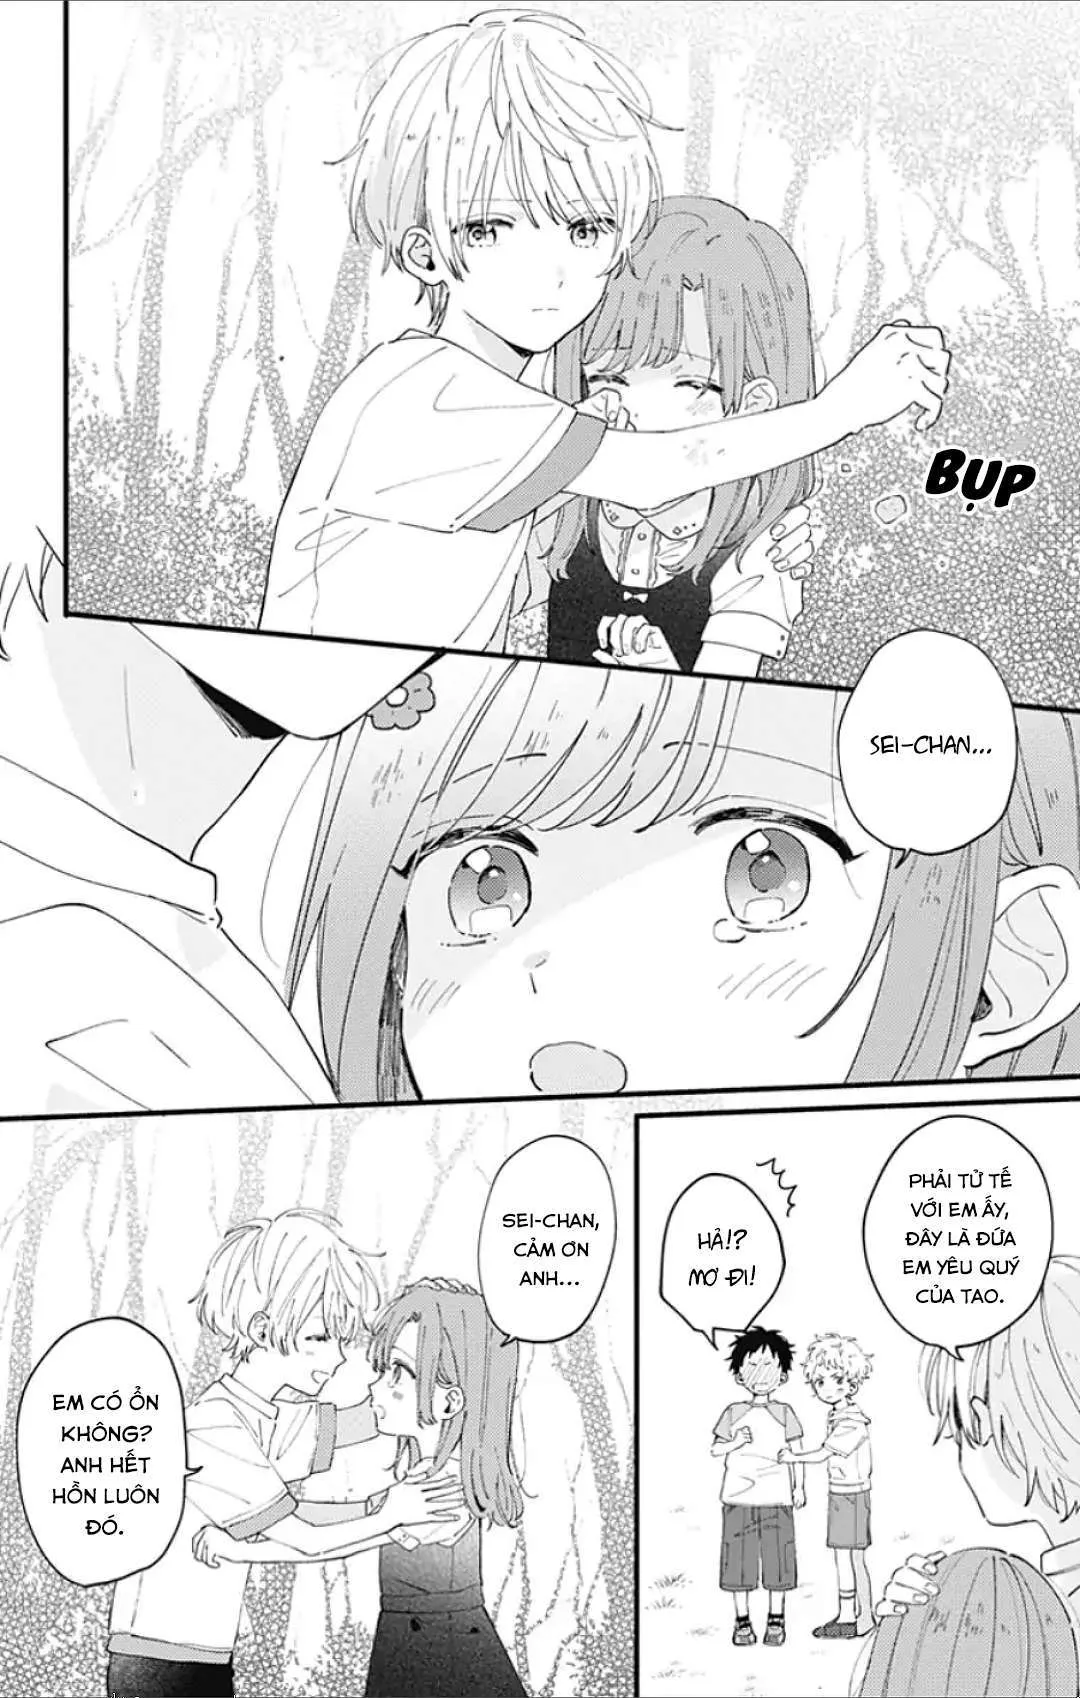 BỤP
SEI-CHAN...
PHẢI TỬ TẾ
VỚI EM ẤY,
ĐÂY LÀ ĐỨA
EM YÊU QUÝ
CỦA TAO.
HẢ!?
MƠ ĐI!
SEI-CHAN,
CẢM ƠN
ANH...
EM CÓ ỔN
KHÔNG?
ANH HẾT
HỒN LUÔN
ĐÓ.